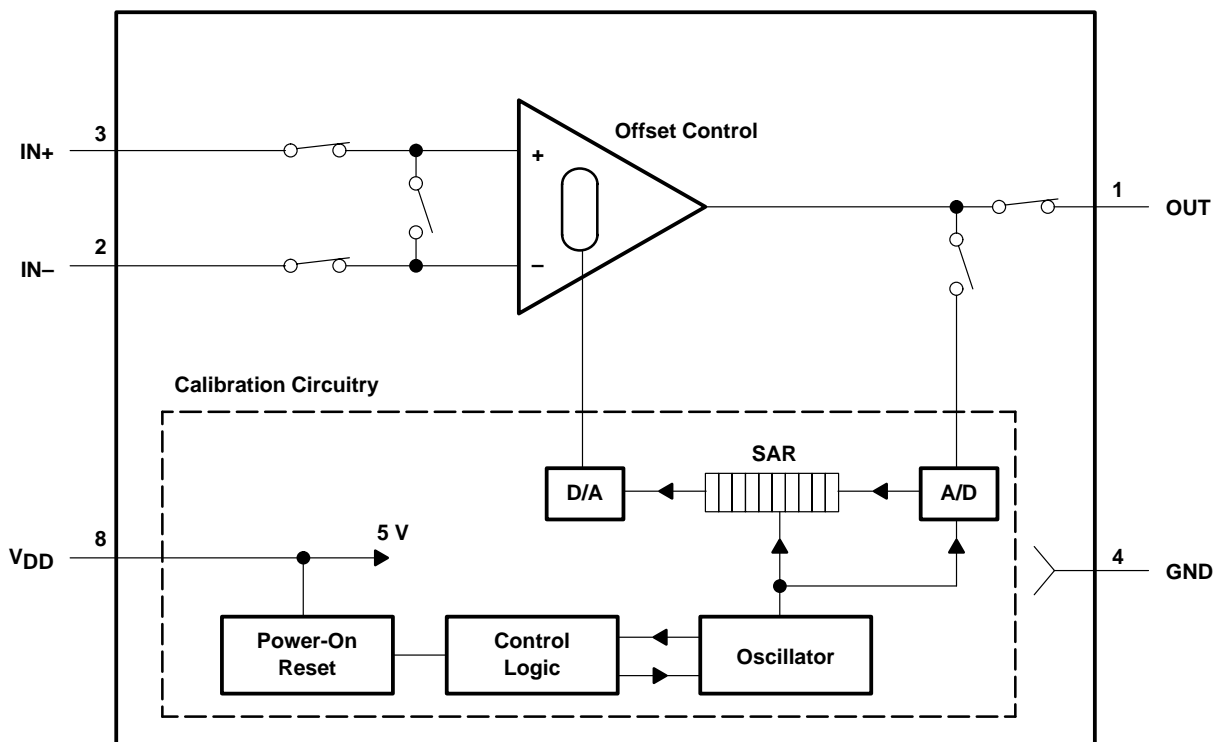 Offset Control
3
IN+
+
1
OUT
2
IN–
–
Calibration Circuitry
SAR
D/A
A/D
5 V
8
VDD
4
GND
Power-On
Reset
Control
Logic
Oscillator